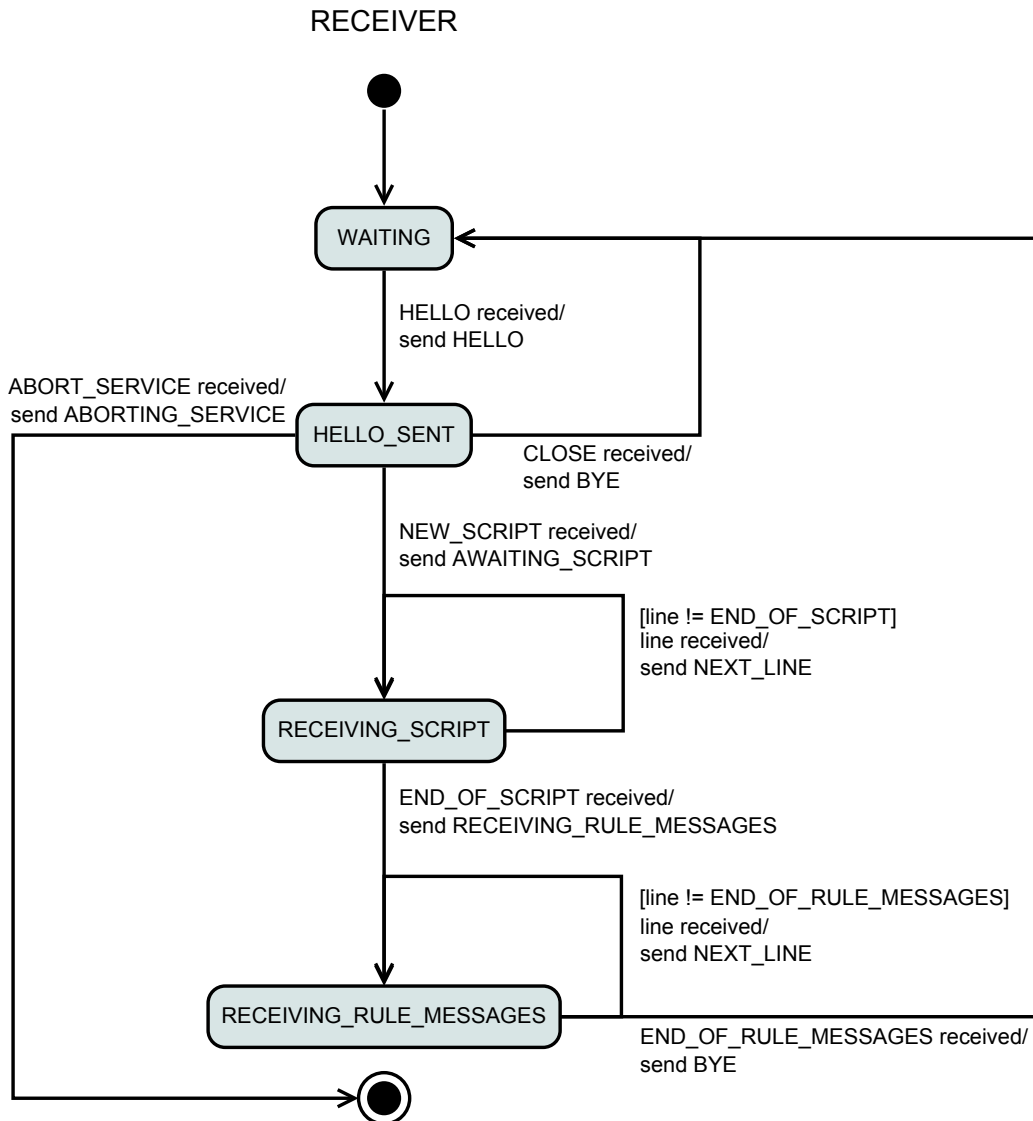 RECEIVER
WAITING
HELLO received/
send HELLO
ABORT_SERVICE received/
send ABORTING_SERVICE
HELLO_SENT
CLOSE received/
send BYE
NEW_SCRIPT received/
send AWAITING_SCRIPT
[line != END_OF_SCRIPT]
line received/
send NEXT_LINE
RECEIVING_SCRIPT
END_OF_SCRIPT received/
send RECEIVING_RULE_MESSAGES
[line != END_OF_RULE_MESSAGES]
line received/
send NEXT_LINE
RECEIVING_RULE_MESSAGES
END_OF_RULE_MESSAGES received/
send BYE